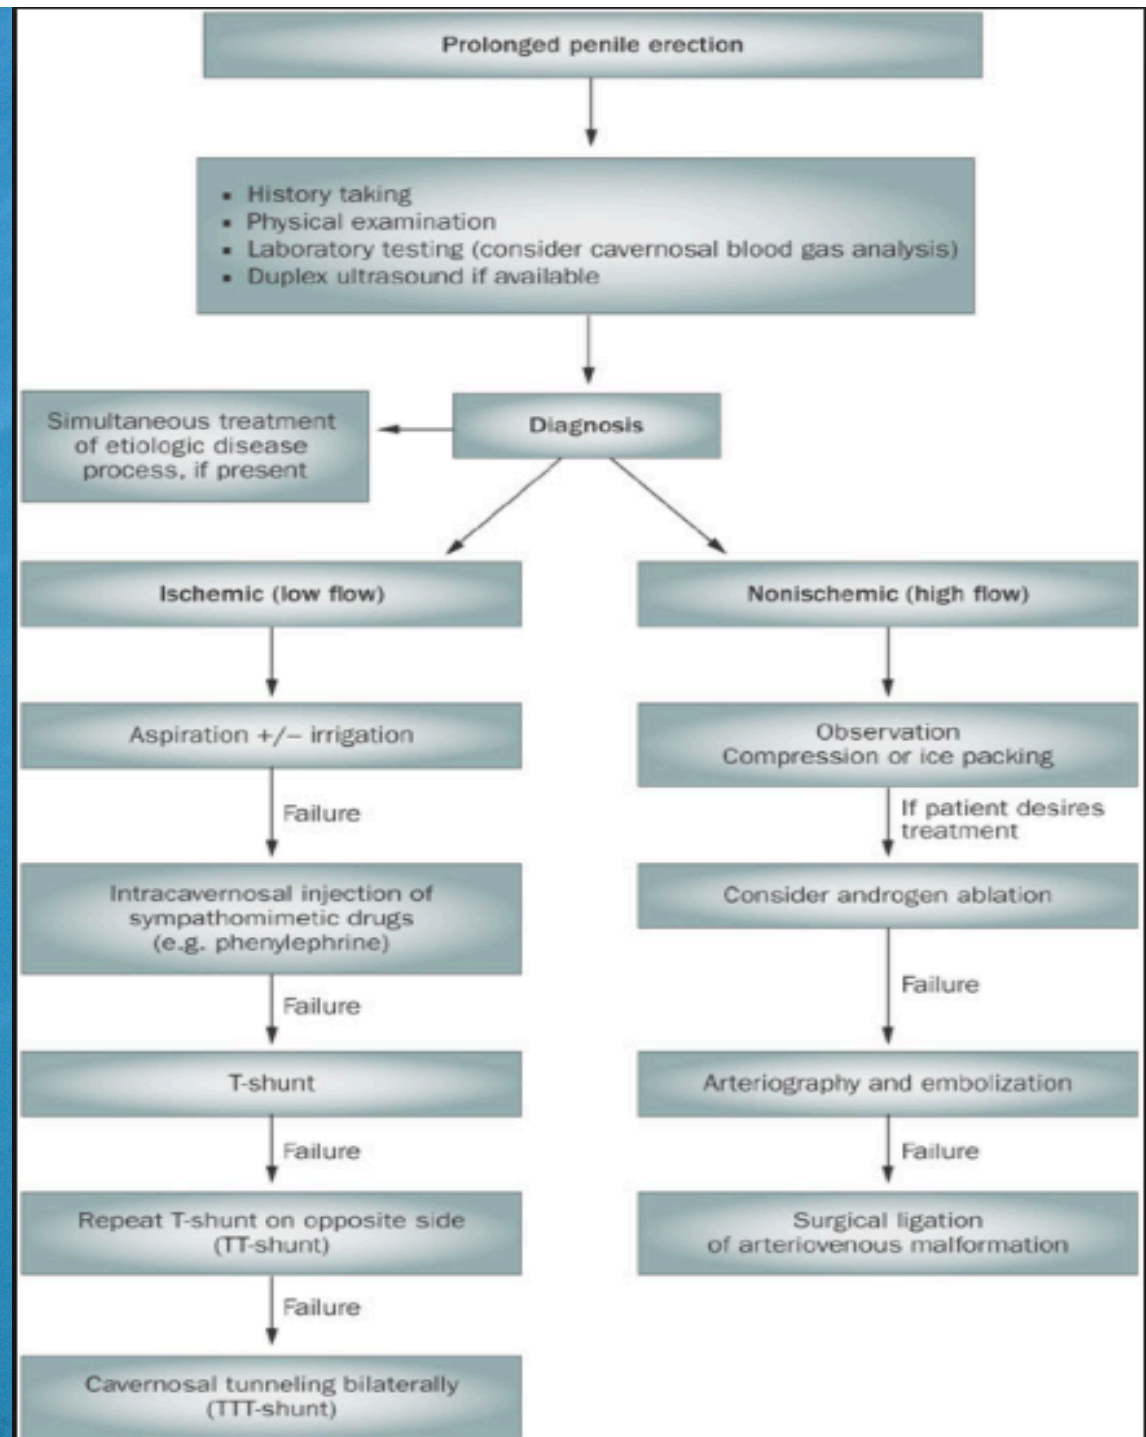 Prolonged penile erection
▪ History taking
▪ Physical examination
▪ Laboratory testing (consider cavernosal blood gas analysis)
▪ Duplex ultrasound if available
Simultaneous treatment
of etiologic disease
process, if present
Diagnosis
Ischemic (low flow)
Nonischemic (high flow)
Aspiration +/− irrigation
Observation
Compression or ice packing
Failure
If patient desires
treatment
Intracavernosal injection of
sympathomimetic drugs
(e.g. phenylephrine)
Consider androgen ablation
Failure
Failure
T-shunt
Arteriography and embolization
Failure
Failure
Repeat T-shunt on opposite side
(TT-shunt)
Surgical ligation
of arteriovenous malformation
Failure
Cavernosal tunneling bilaterally
(TTT-shunt)